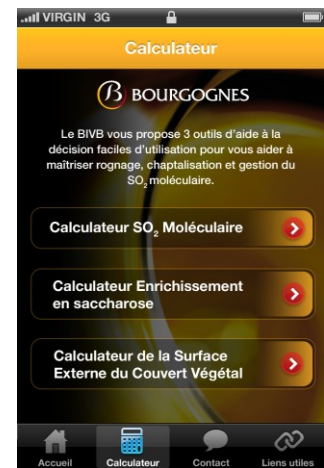 VIRGIN 3G
Calculateur
B BOURGOGNES
Le BIVB vous propose 3 outils d'aide à la
décision faciles d'utilisation pour vous aider à
maîtriser rognage, chaptalisation et gestion du
SO₂ moléculaire.
Calculateur SO₂ Moléculaire
Calculateur Enrichissement
en saccharose
Calculateur de la Surface
Externe du Couvert Végétal
Accueil Calculateur Contact Liens utiles